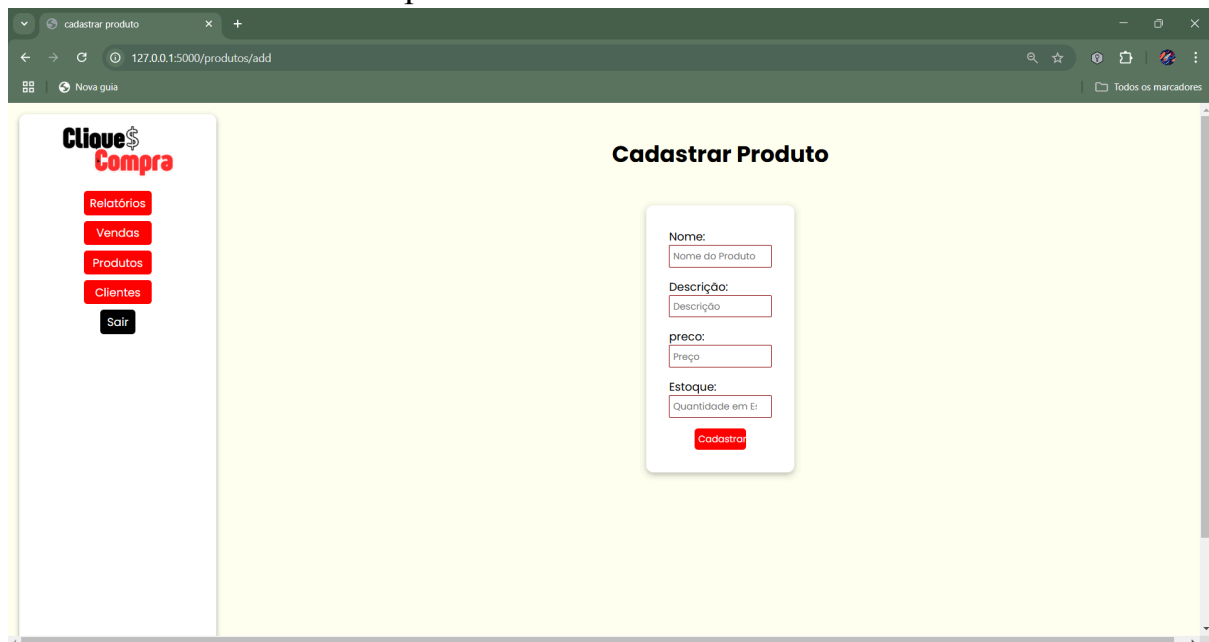 cadastrar produto
127.0.0.1:5000/produtos/add
Nova guia
Todos os marcadores
Clique$
Compra
Relatórios
Vendas
Produtos
Clientes
Sair
Cadastrar Produto
Nome:
Nome do Produto
Descrição:
Descrição
preco:
Preço
Estoque:
Quantidade em E
Cadastrar